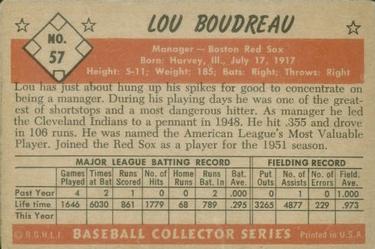 NO. 57
LOU BOUDREAU
Manager — Boston Red Sox
Born: Harvey, Ill., July 17, 1917
Height: 5-11; Weight: 185; Bats: Right; Throws: Right
Lou has just about hung up his spikes for good to concentrate on
being a manager. During his playing days he was one of the great-
est of shortstops and a most dangerous hitter. As manager he led
the Cleveland Indians to a pennant in 1948. He hit .355 and drove
in 106 runs. He was named the American League's Most Valuable
Player. Joined the Red Sox as a player for the 1951 season.
MAJOR LEAGUE BATTING RECORD FIELDING RECORD
Games Played Times at Bat Runs Scored No. of Hits Home Runs Runs Bat. In Bat. Ave. Put Outs No. of Assists No. of Errors Field. Ave.
Past Year 4 2 1 0 0 2 .000 0 1 0 1.000
Life time 1646 6030 861 1779 68 789 .295 3265 4877 229 .973
This Year
© B.G.H.L.I. BASEBALL COLLECTOR SERIES Printed in U.S.A.